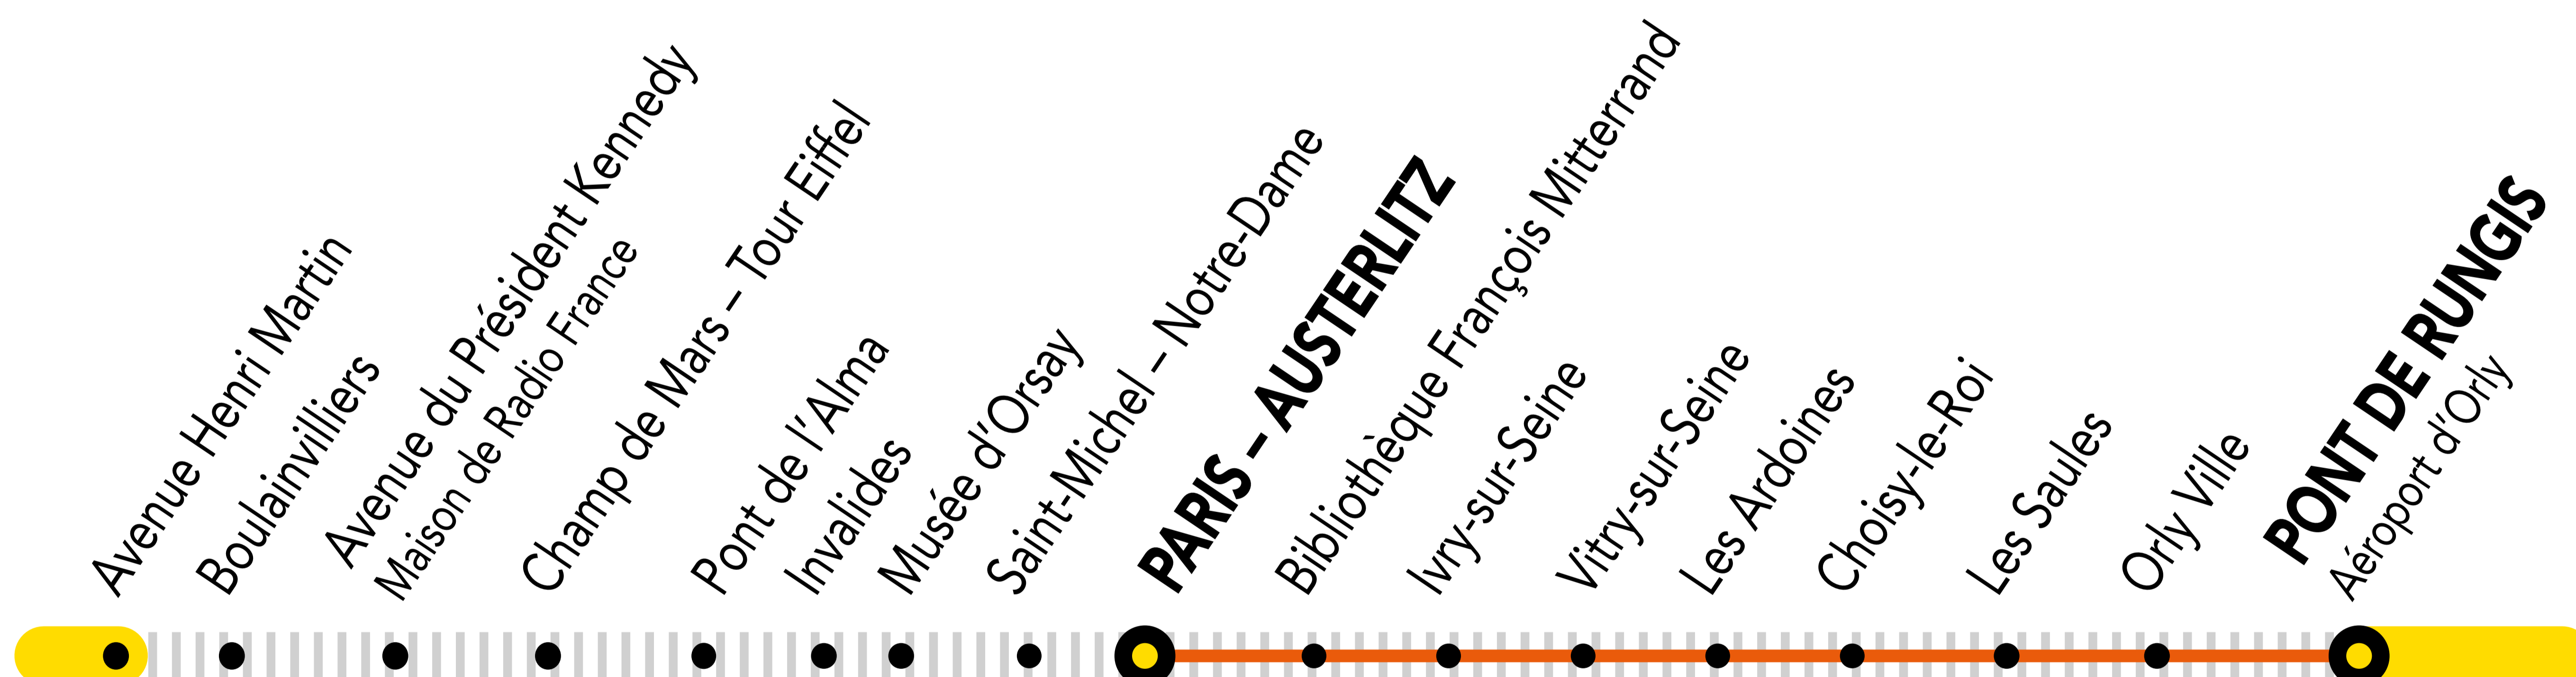 Avenue Henri Martin
Boulainvilliers
Avenue du Président Kennedy
Maison de Radio France
Champ de Mars – Tour Eiffel
Pont de l'Alma
Invalides
Musée d'Orsay
Saint-Michel – Notre-Dame
PARIS – AUSTERLITZ
Bibliothèque François Mitterrand
Ivry-sur-Seine
Vitry-sur-Seine
Les Ardoines
Choisy-le-Roi
Les Saules
Orly Ville
PONT DE RUNGIS
Aéroport d'Orly